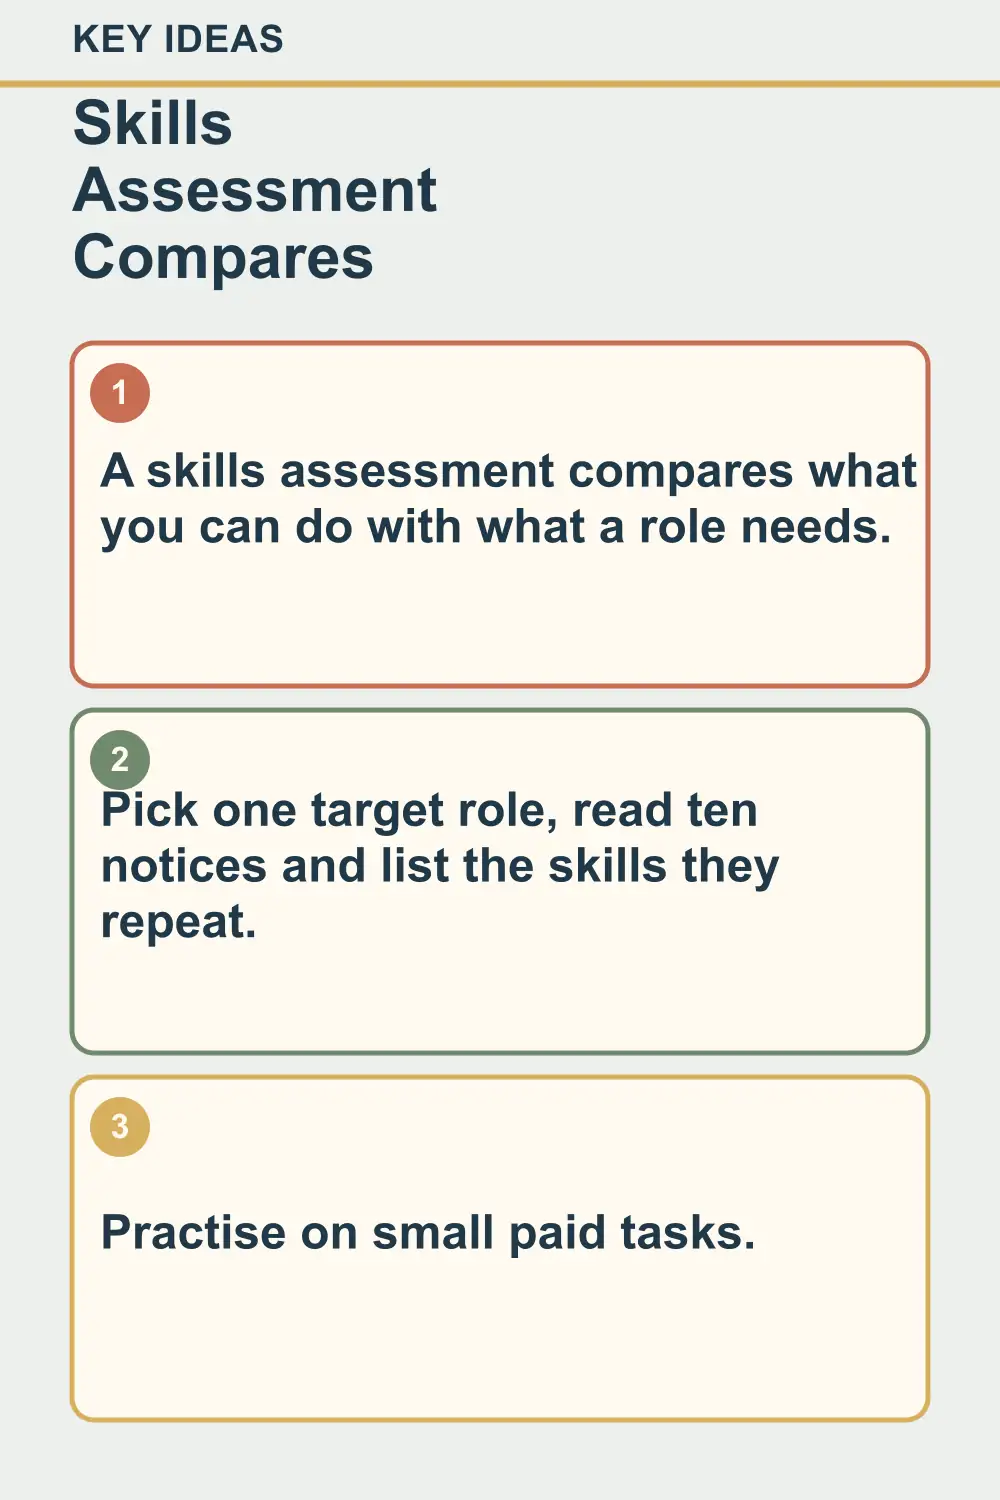 KEY IDEAS
Skills
Assessment
Compares
1
A skills assessment compares what
you can do with what a role needs.
2
Pick one target role, read ten
notices and list the skills they
repeat.
3
Practise on small paid tasks.